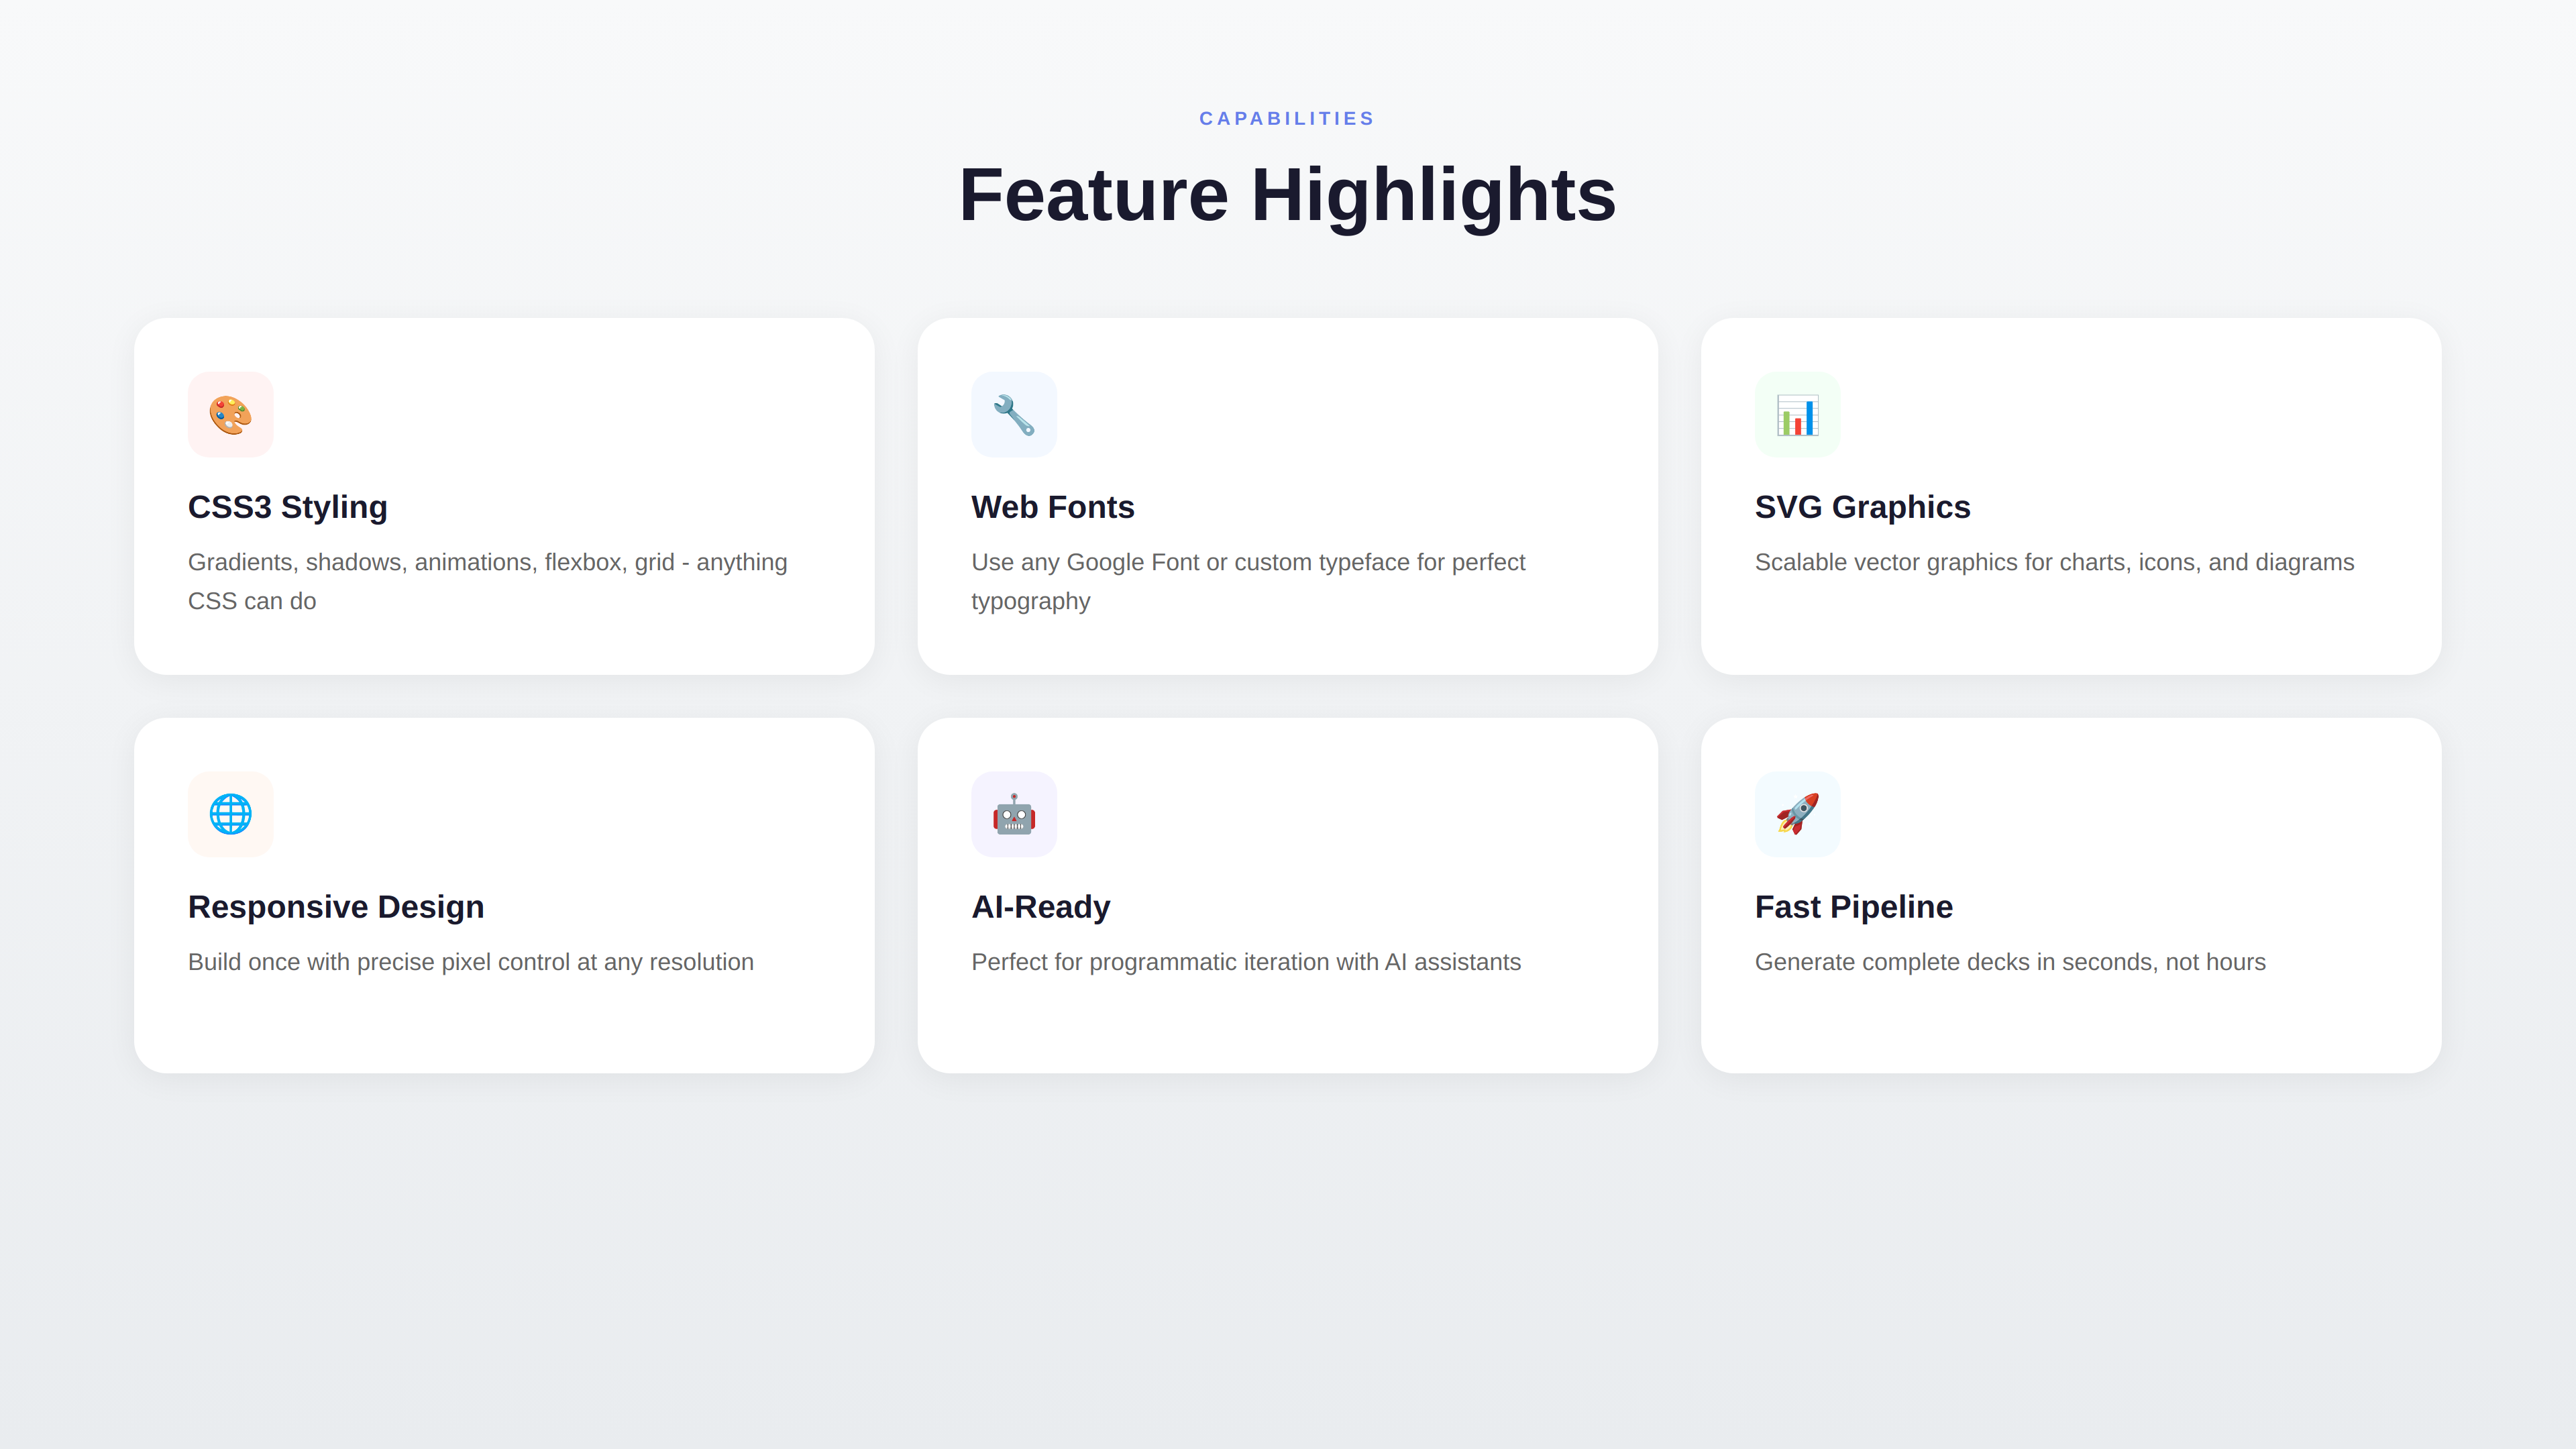 CAPABILITIES
Feature Highlights
CSS3 Styling
Gradients, shadows, animations, flexbox, grid - anything
CSS can do
Web Fonts
Use any Google Font or custom typeface for perfect
typography
SVG Graphics
Scalable vector graphics for charts, icons, and diagrams
Responsive Design
Build once with precise pixel control at any resolution
AI-Ready
Perfect for programmatic iteration with AI assistants
Fast Pipeline
Generate complete decks in seconds, not hours